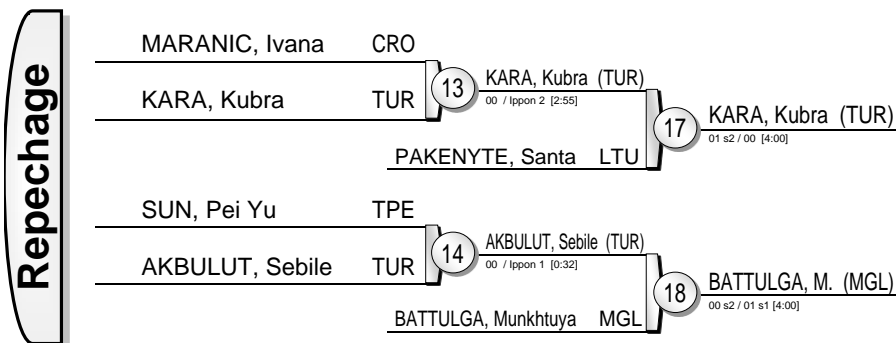 Repechage
MARANIC, Ivana CRO
KARA, Kubra TUR
13
KARA, Kubra (TUR)
00 / Ippon 2 [2:55]
PAKENYTE, Santa LTU
17
KARA, Kubra (TUR)
01 s2 / 00 [4:00]
SUN, Pei Yu TPE
AKBULUT, Sebile TUR
14
AKBULUT, Sebile (TUR)
00 / Ippon 1 [0:32]
BATTULGA, Munkhtuya MGL
18
BATTULGA, M. (MGL)
00 s2 / 01 s1 [4:00]